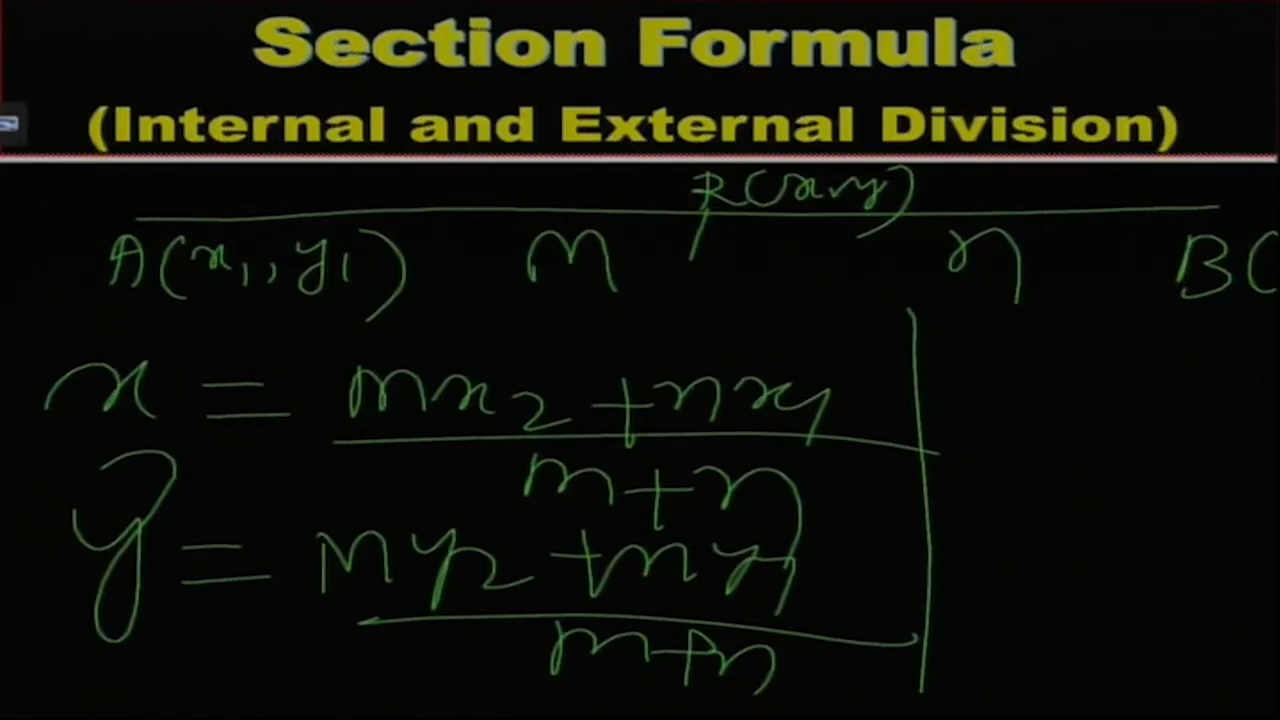 Section Formula
(Internal and External Division)
R(x,y)
A(x₁, y₁) m n B(
x = mx₂ + nx₁
m + n
y = my₂ + ny₁
m + n